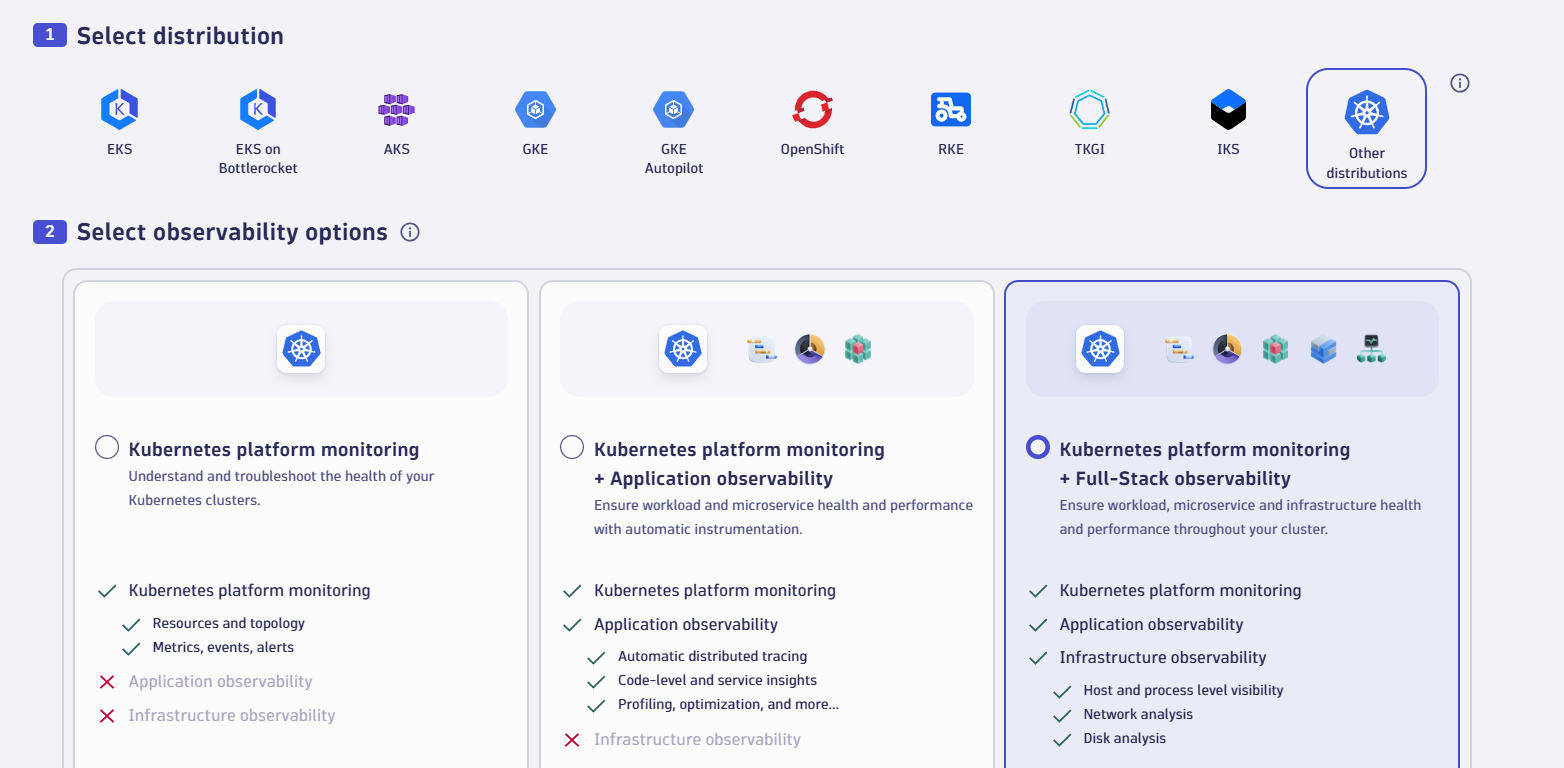 1 Select distribution
EKS
EKS on
Bottlerocket
AKS
GKE
GKE
Autopilot
OpenShift
RKE
TKGI
IKS
Other
distributions
2 Select observability options
Kubernetes platform monitoring
Understand and troubleshoot the health of your
Kubernetes clusters.
Kubernetes platform monitoring
Resources and topology
Metrics, events, alerts
Application observability
Infrastructure observability
Kubernetes platform monitoring
+ Application observability
Ensure workload and microservice health and performance
with automatic instrumentation.
Kubernetes platform monitoring
Application observability
Automatic distributed tracing
Code-level and service insights
Profiling, optimization, and more...
Infrastructure observability
Kubernetes platform monitoring
+ Full-Stack observability
Ensure workload, microservice and infrastructure health
and performance throughout your cluster.
Kubernetes platform monitoring
Application observability
Infrastructure observability
Host and process level visibility
Network analysis
Disk analysis